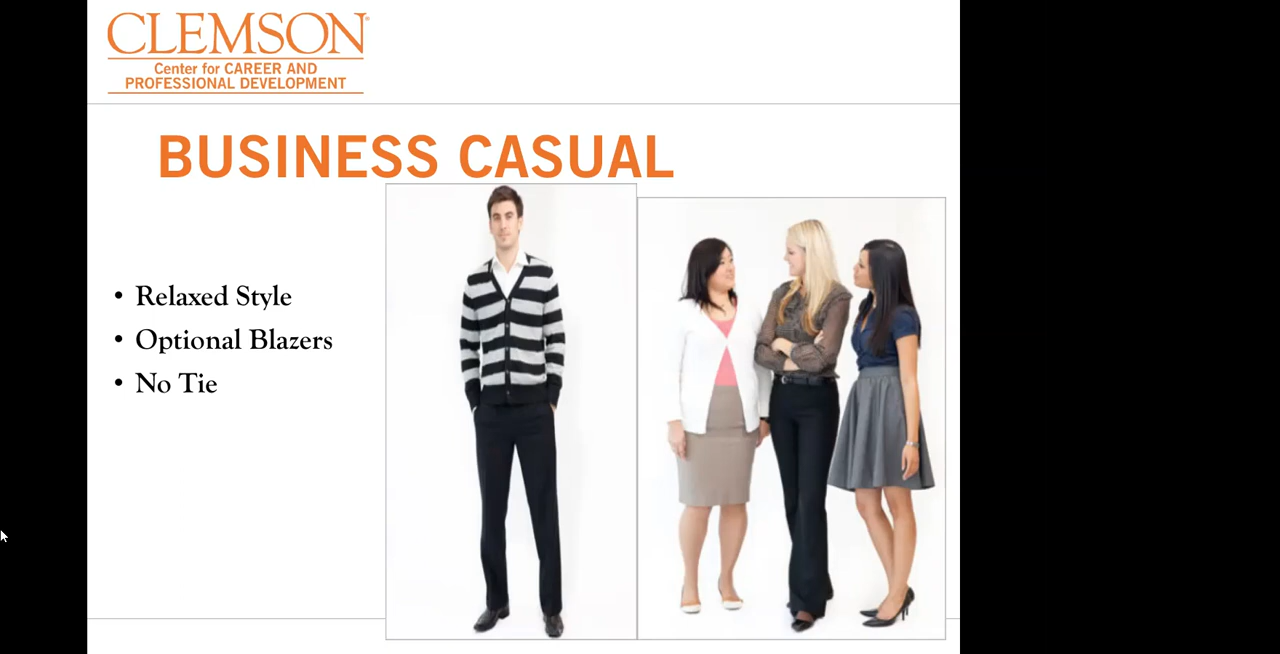 CLEMSON®
Center for CAREER AND
PROFESSIONAL DEVELOPMENT
BUSINESS CASUAL
• Relaxed Style
• Optional Blazers
• No Tie